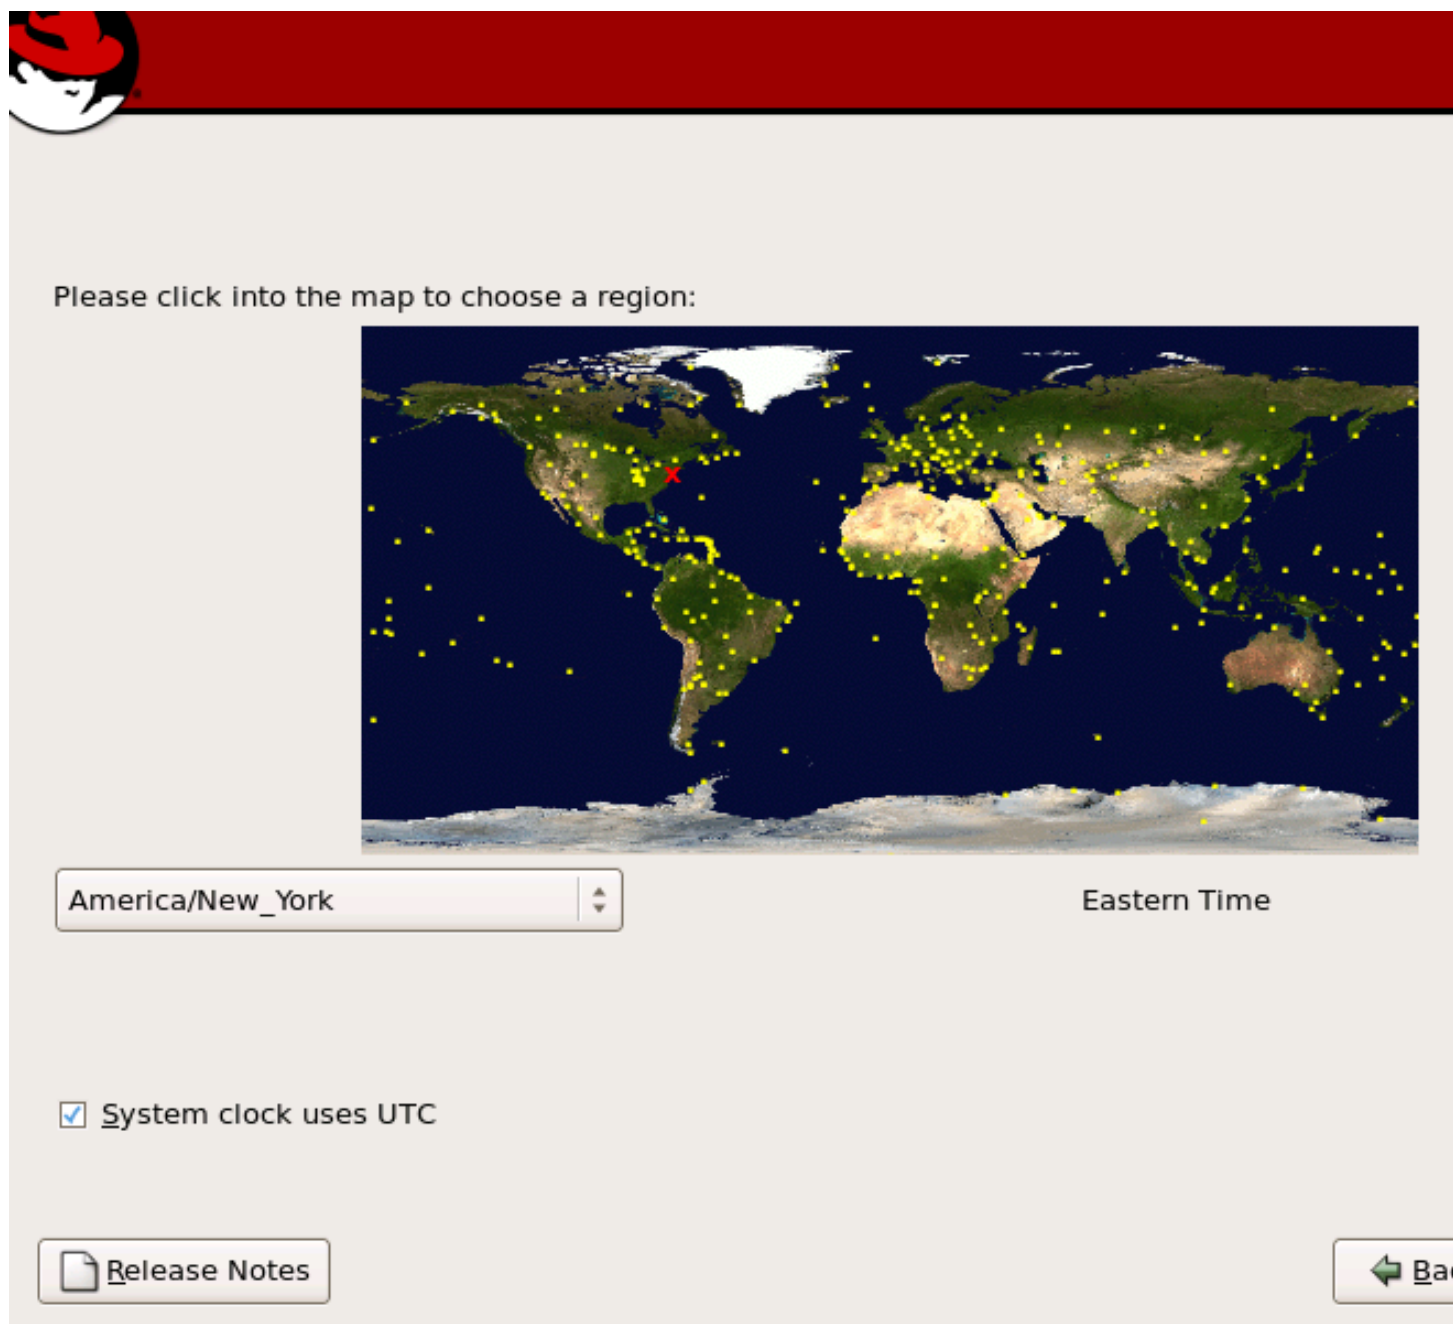 Please click into the map to choose a region:
America/New_York
Eastern Time
System clock uses UTC
Release Notes